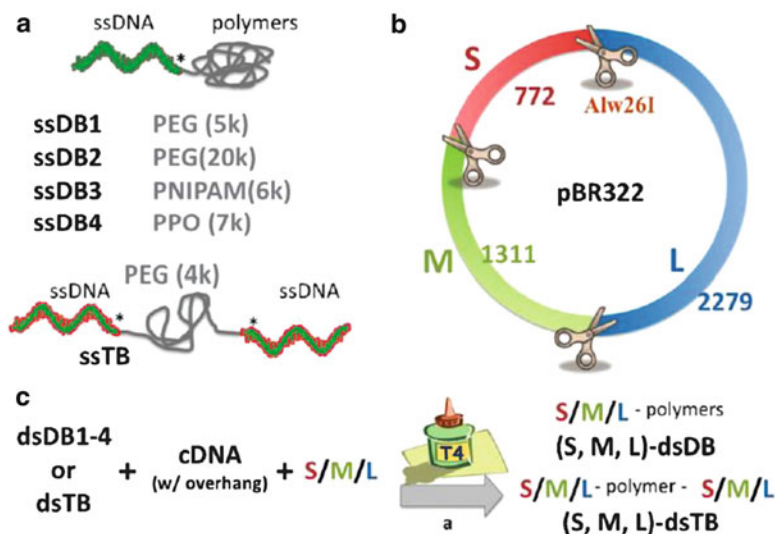 a
ssDNA polymers
*
ssDB1 PEG (5k)
ssDB2 PEG(20k)
ssDB3 PNIPAM(6k)
ssDB4 PPO (7k)
PEG (4k)
ssDNA ssDNA
* *
ssTB
b
S
772
Alw26I
pBR322
M
1311
L
2279
c
dsDB1-4
or
dsTB
+
cDNA
(w/ overhang)
+ S/M/L
T4
a
S/M/L - polymers
(S, M, L)-dsDB
S/M/L - polymer - S/M/L
(S, M, L)-dsTB